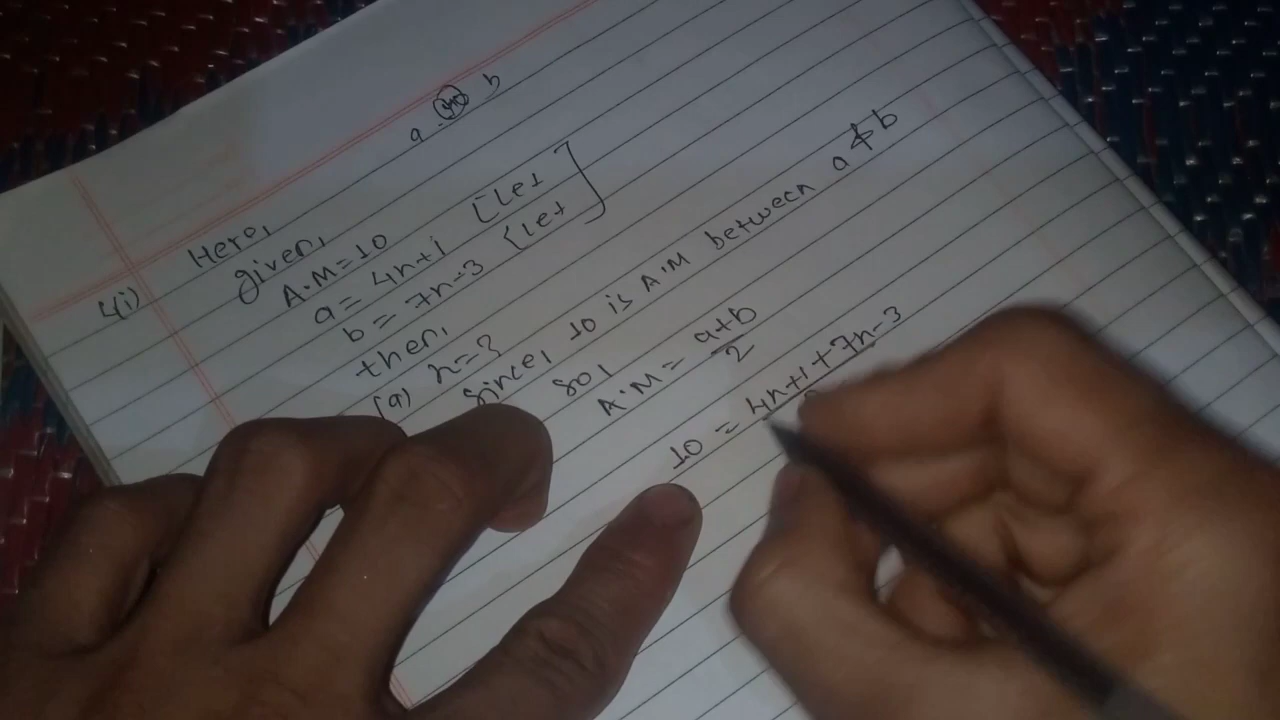 a b
4i) Here,
given,
A.M = 10
a = 4n+1 [Let
b = 7n-3 [Let ]
then,
(a) n=?
since, 10 is A.M between a & b
so,
A.M = a+b/2
10 = 4n+1+7n-3